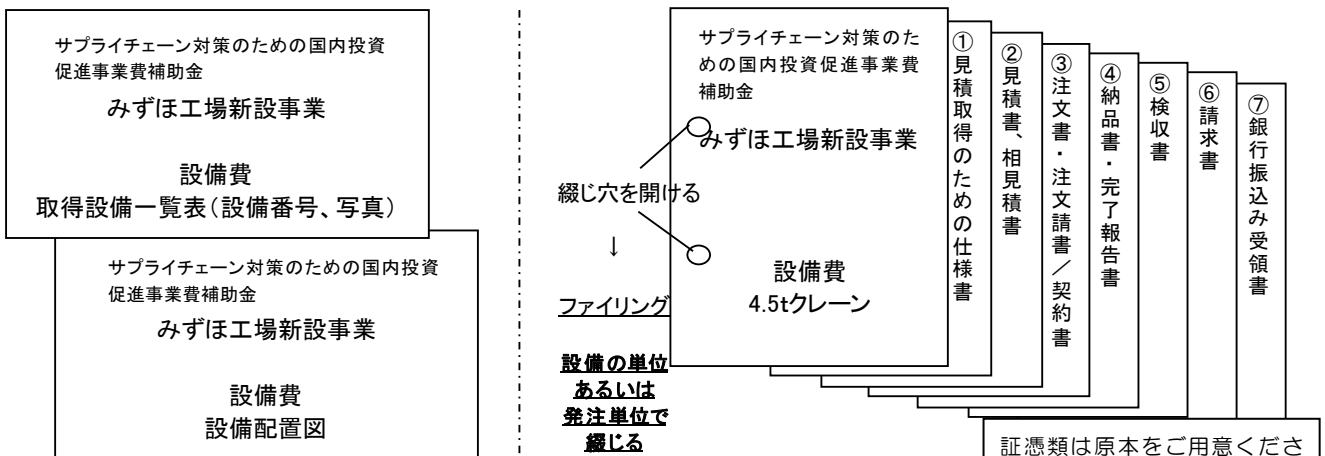 サプライチェーン対策のための国内投資
促進事業費補助金
みずほ工場新設事業
設備費
取得設備一覧表（設備番号、写真）
サプライチェーン対策のための国内投資
促進事業費補助金
みずほ工場新設事業
設備費
設備配置図
綴じ穴を開ける
↓
ファイリング
設備の単位
あるいは
発注単位で
綴じる
サプライチェーン対策のた
めの国内投資促進事業費
補助金
みずほ工場新設事業
設備費
4.5tクレーン
①見積取得のための仕様書
②見積書、相見積書
③注文書・注文請書／契約書
④納品書・完了報告書
⑤検収書
⑥請求書
⑦銀行振込み受領書
証憑類は原本をご用意くださ